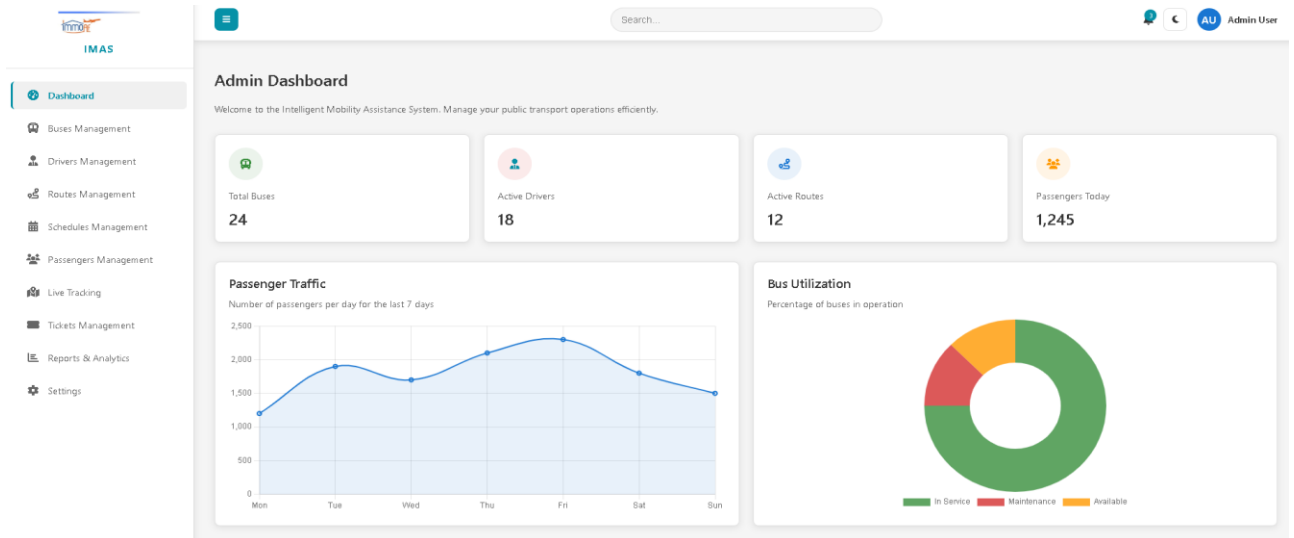 immoRE
IMAS
Search...
3
AU
Admin User
Dashboard
Buses Management
Drivers Management
Routes Management
Schedules Management
Passengers Management
Live Tracking
Tickets Management
Reports & Analytics
Settings
Admin Dashboard
Welcome to the Intelligent Mobility Assistance System. Manage your public transport operations efficiently.
Total Buses
24
Active Drivers
18
Active Routes
12
Passengers Today
1,245
Passenger Traffic
Number of passengers per day for the last 7 days
2,500
2,000
1,500
1,000
500
0
Mon Tue Wed Thu Fri Sat Sun
Bus Utilization
Percentage of buses in operation
In Service Maintenance Available